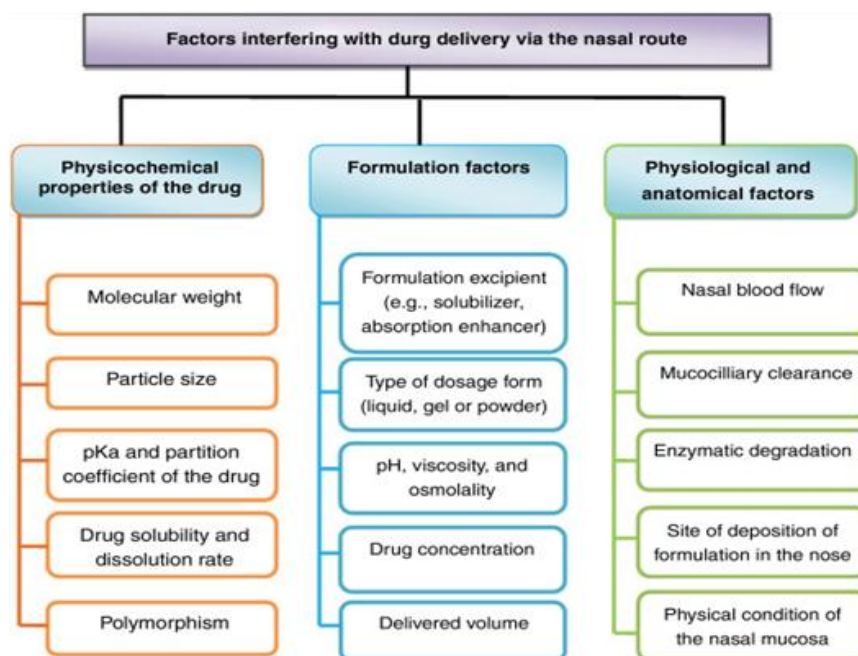 Factors interfering with durg delivery via the nasal route
Physicochemical
properties of the drug
Molecular weight
Particle size
pKa and partition
coefficient of the drug
Drug solubility and
dissolution rate
Polymorphism
Formulation factors
Formulation excipient
(e.g., solubilizer,
absorption enhancer)
Type of dosage form
(liquid, gel or powder)
pH, viscosity, and
osmolality
Drug concentration
Delivered volume
Physiological and
anatomical factors
Nasal blood flow
Mucocilliary clearance
Enzymatic degradation
Site of deposition of
formulation in the nose
Physical condition of
the nasal mucosa